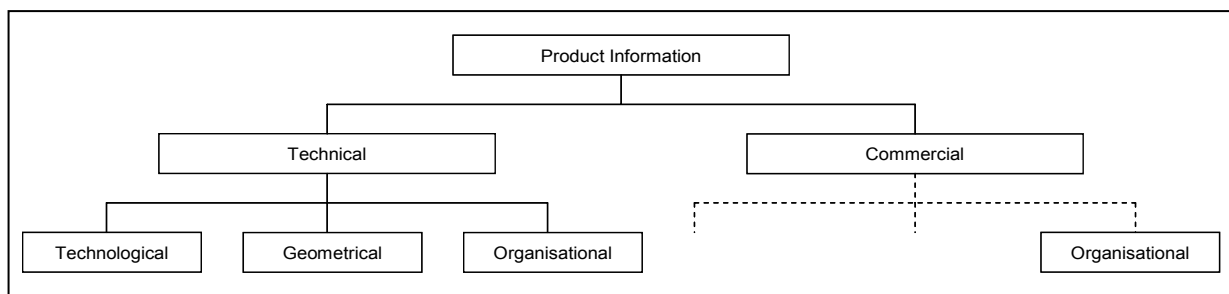 Product Information
Technical
Commercial
Technological
Geometrical
Organisational
Organisational